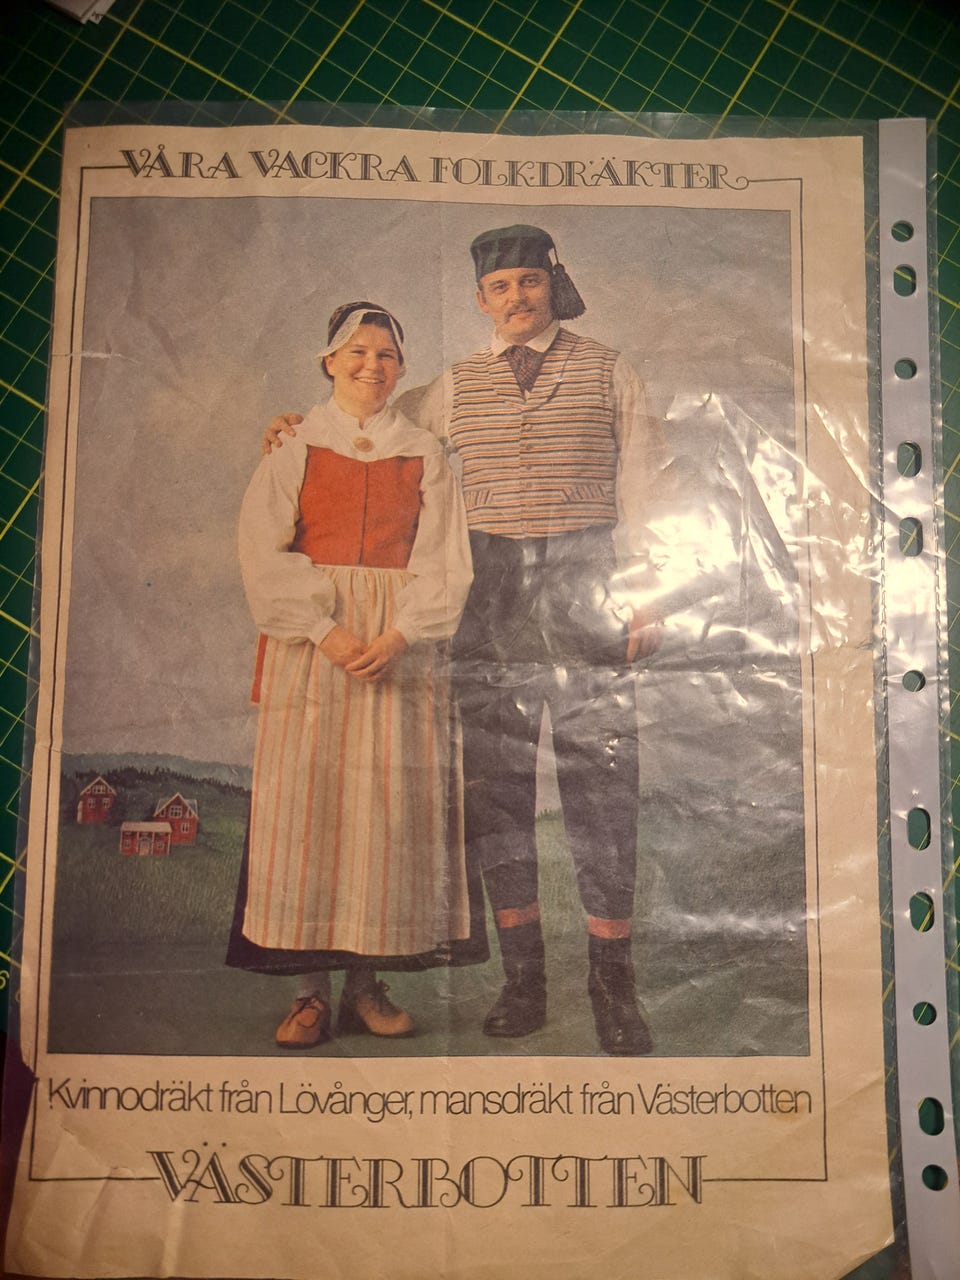 VÅRA VACKRA FOLKDRÄKTER
Kvinnodräkt från Lövånger, mansdräkt från Västerbotten
VÄSTERBOTTEN